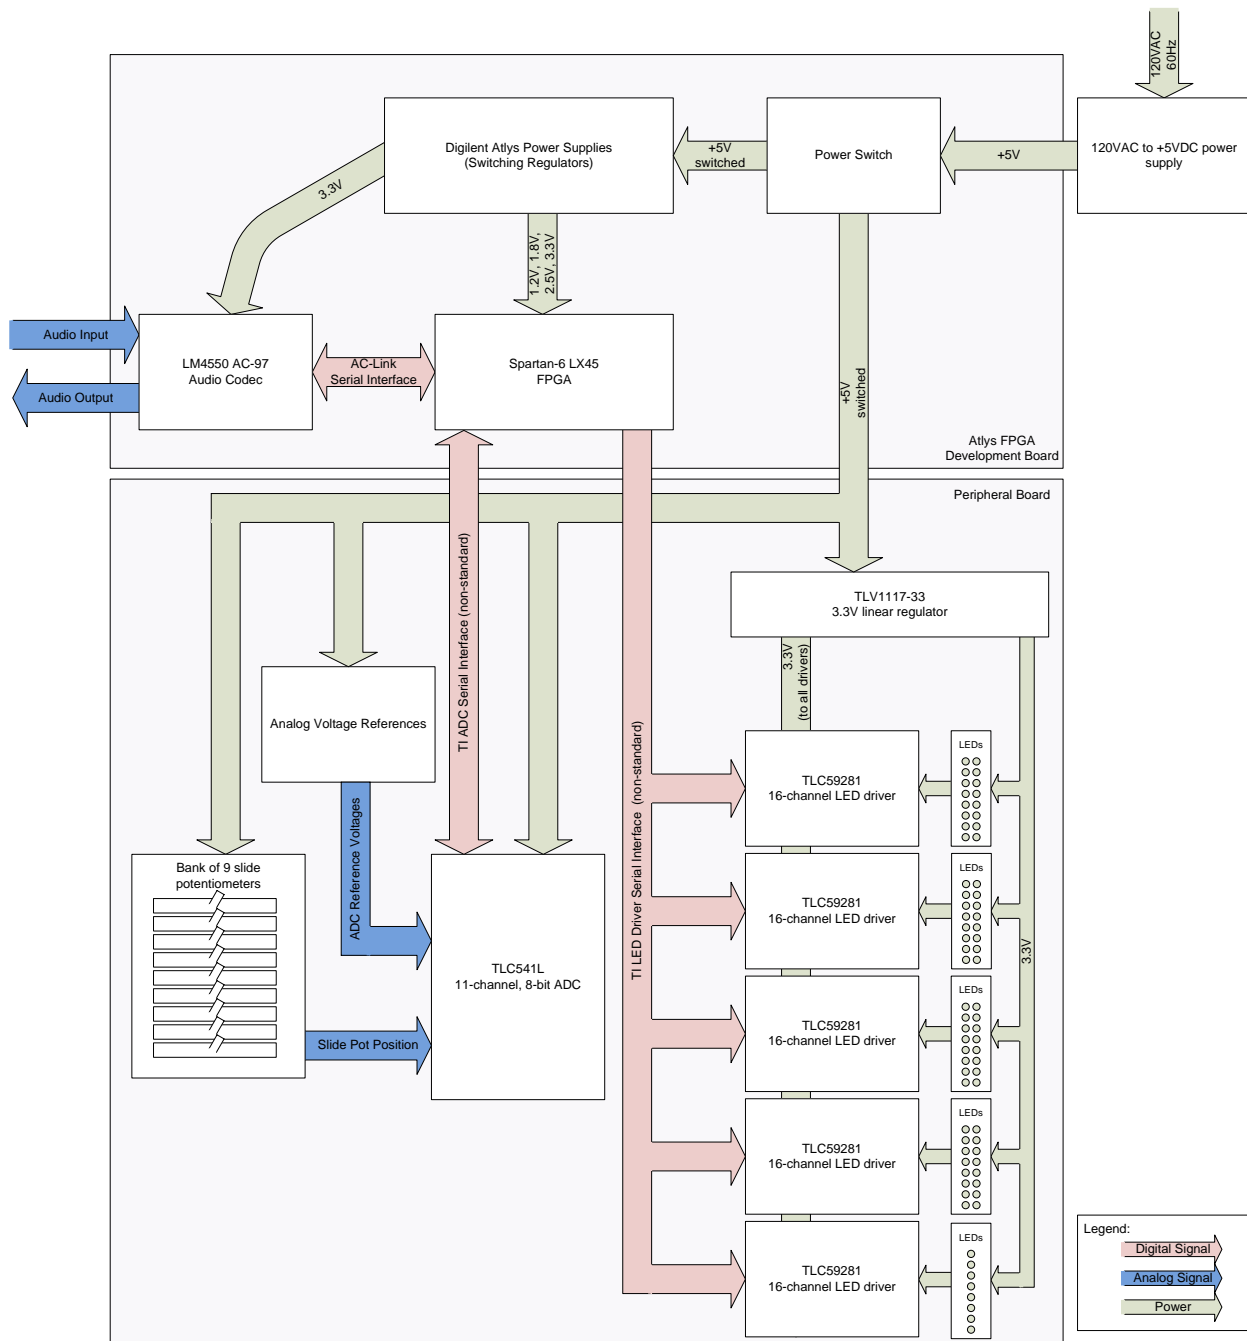 120VAC
60Hz
Digilent Atlys Power Supplies
(Switching Regulators)
+5V
switched
Power Switch
+5V
120VAC to +5VDC power
supply
3.3V
1.2V, 1.8V,
2.5V, 3.3V
Audio Input
Audio Output
LM4550 AC-97
Audio Codec
AC-Link
Serial Interface
Spartan-6 LX45
FPGA
+5V
switched
Atlys FPGA
Development Board
Peripheral Board
TLV1117-33
3.3V linear regulator
TI ADC Serial Interface (non-standard)
3.3V
(to all drivers)
Analog Voltage References
TI LED Driver Serial Interface (non-standard)
TLC59281
16-channel LED driver
LEDs
ADC Reference Voltages
Bank of 9 slide
potentiometers
TLC59281
16-channel LED driver
LEDs
3.3V
TLC541L
11-channel, 8-bit ADC
Slide Pot Position
TLC59281
16-channel LED driver
LEDs
TLC59281
16-channel LED driver
LEDs
TLC59281
16-channel LED driver
LEDs
Legend:
Digital Signal
Analog Signal
Power